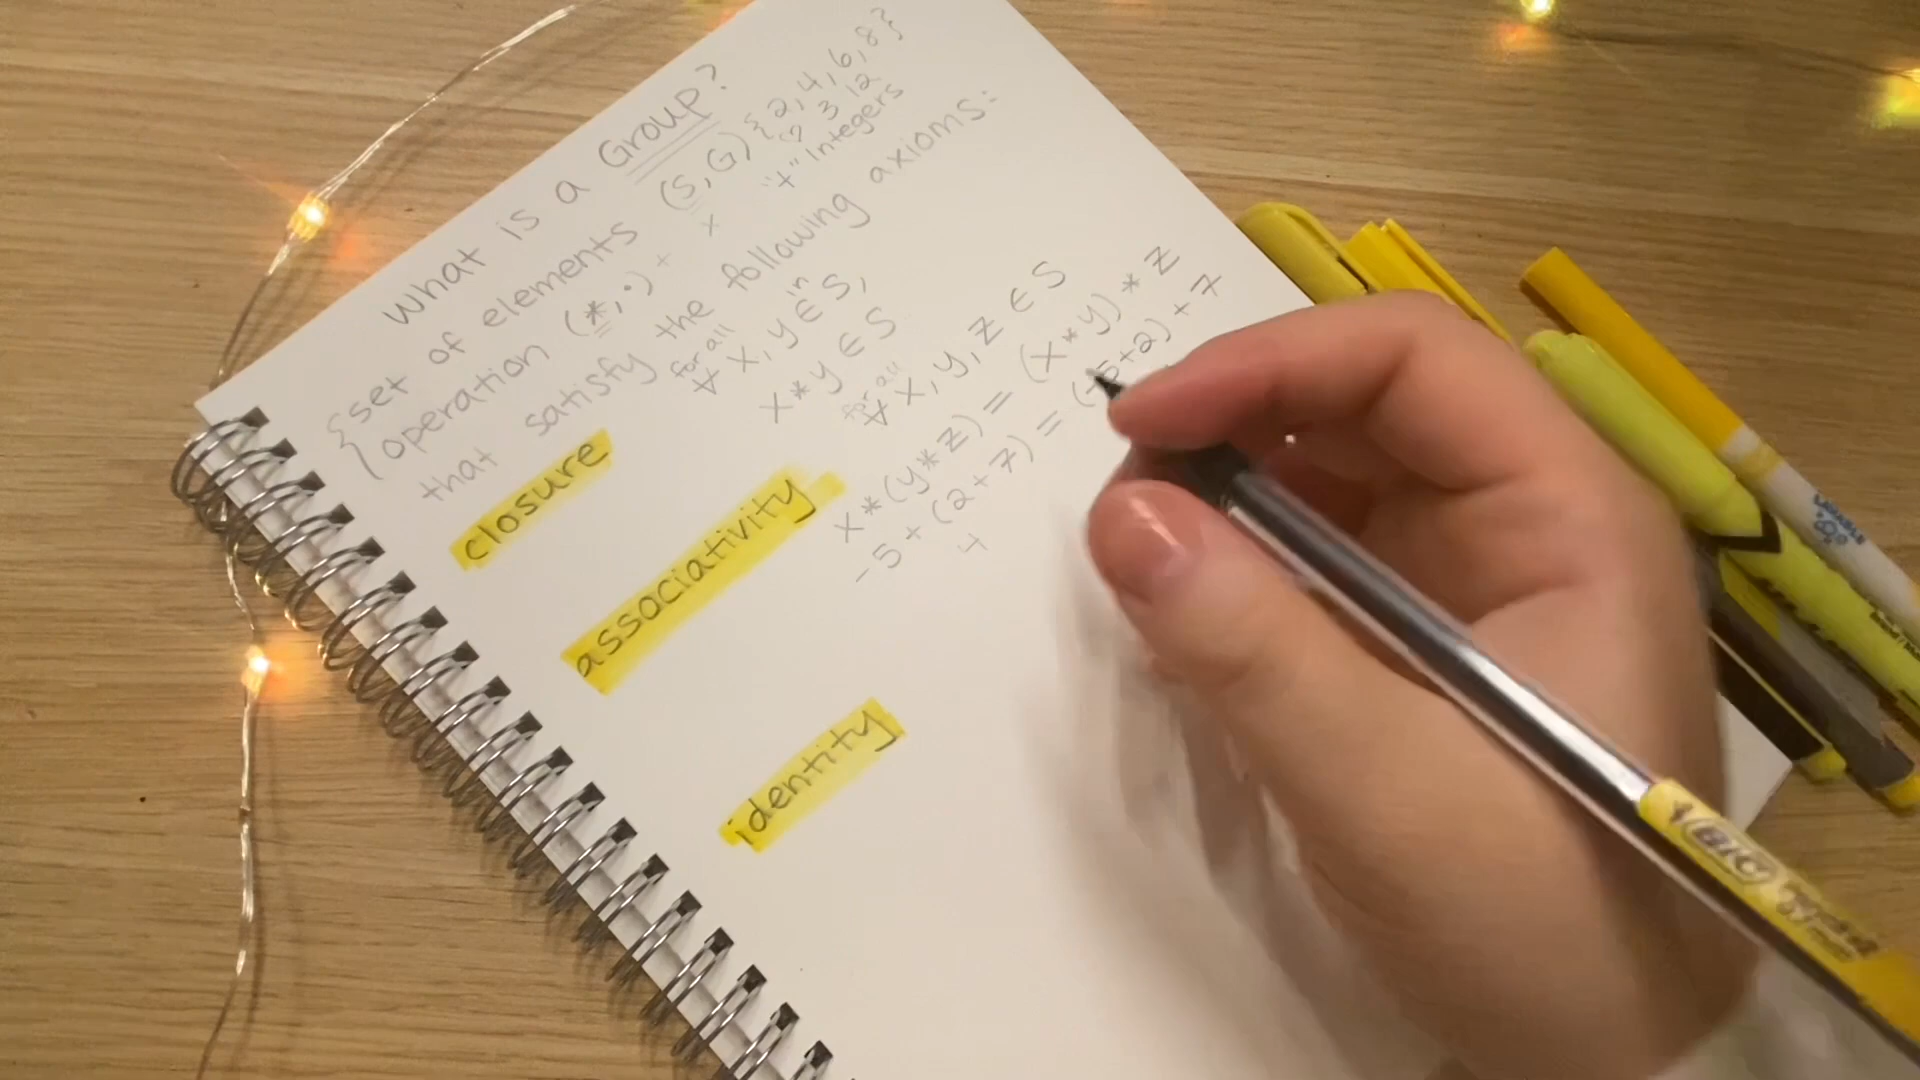 What is a Group?
{set of elements (S, G) {2, 4, 6, 8}
3 12
operation (*, ·) + x "+" Integers
that satisfy the following axioms:
closure
for all in
∀ x, y ∈ S,
x * y ∈ S
associativity
for all
∀ x, y, z ∈ S
x * (y * z) = (x * y) * z
-5 + (2 + 7) = (-5+2) + 7
4
identity
BIC